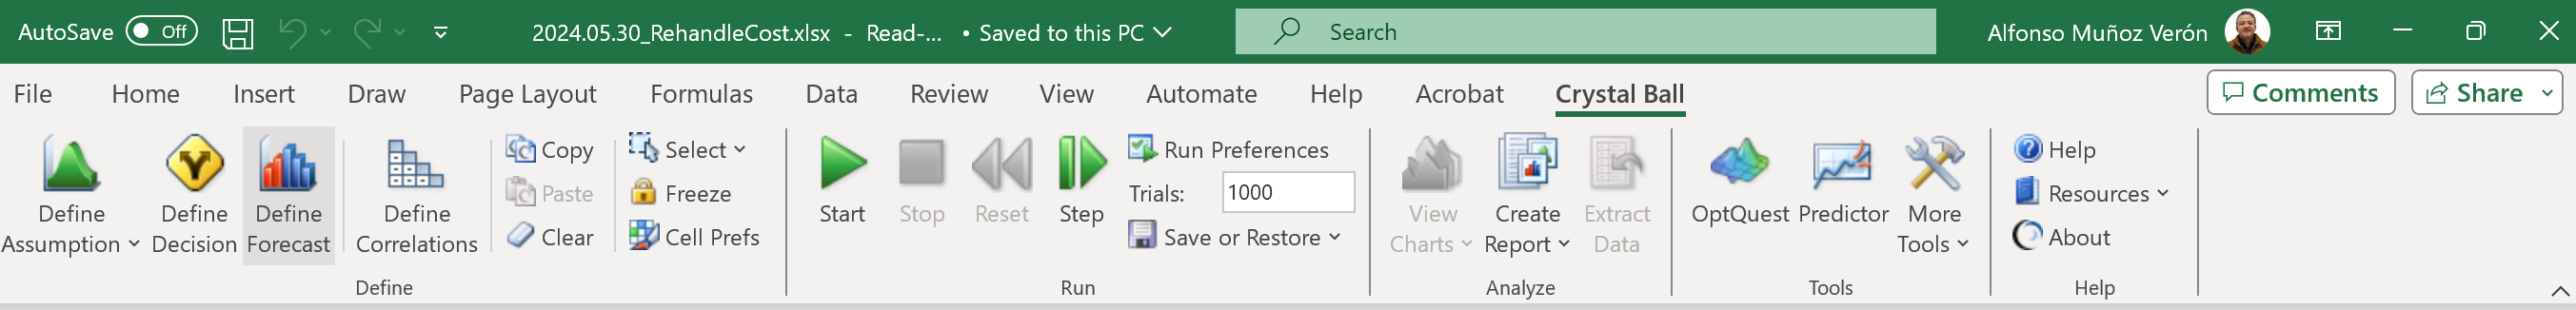 AutoSave Off 2024.05.30_RehandleCost.xlsx - Read-... • Saved to this PC Search Alfonso Muñoz Verón
File Home Insert Draw Page Layout Formulas Data Review View Automate Help Acrobat Crystal Ball Comments Share
Define Assumption
Define Decision
Define Forecast
Define Correlations
Copy
Paste
Clear
Select
Freeze
Cell Prefs
Define
Start
Stop
Reset
Step
Run Preferences
Trials: 1000
Save or Restore
Run
View Charts
Create Report
Extract Data
Analyze
OptQuest
Predictor
More Tools
Tools
Help
Resources
About
Help